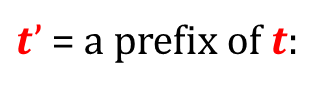 t’ = a prefix of t: